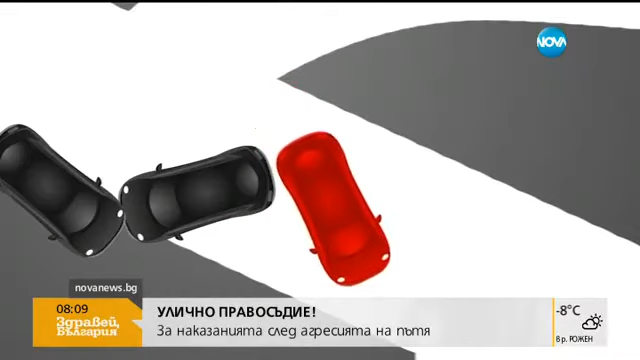 NOVA
novanews.bg
08:09
Здравей,
България
УЛИЧНО ПРАВОСЪДИЕ!
За наказанията след агресията на пътя
-8°C
вр. РОЖЕН